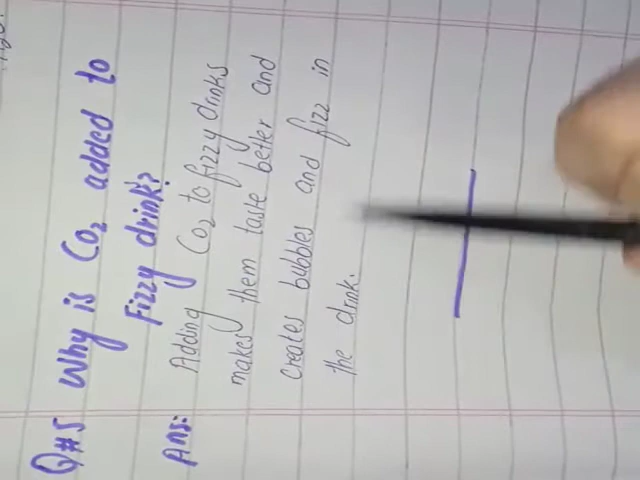 Q#5 Why is CO₂ added to
Fizzy drink?
Ans: Adding CO₂ to fizzy drinks
makes them taste better and
creates bubbles and fizz in
the drink.